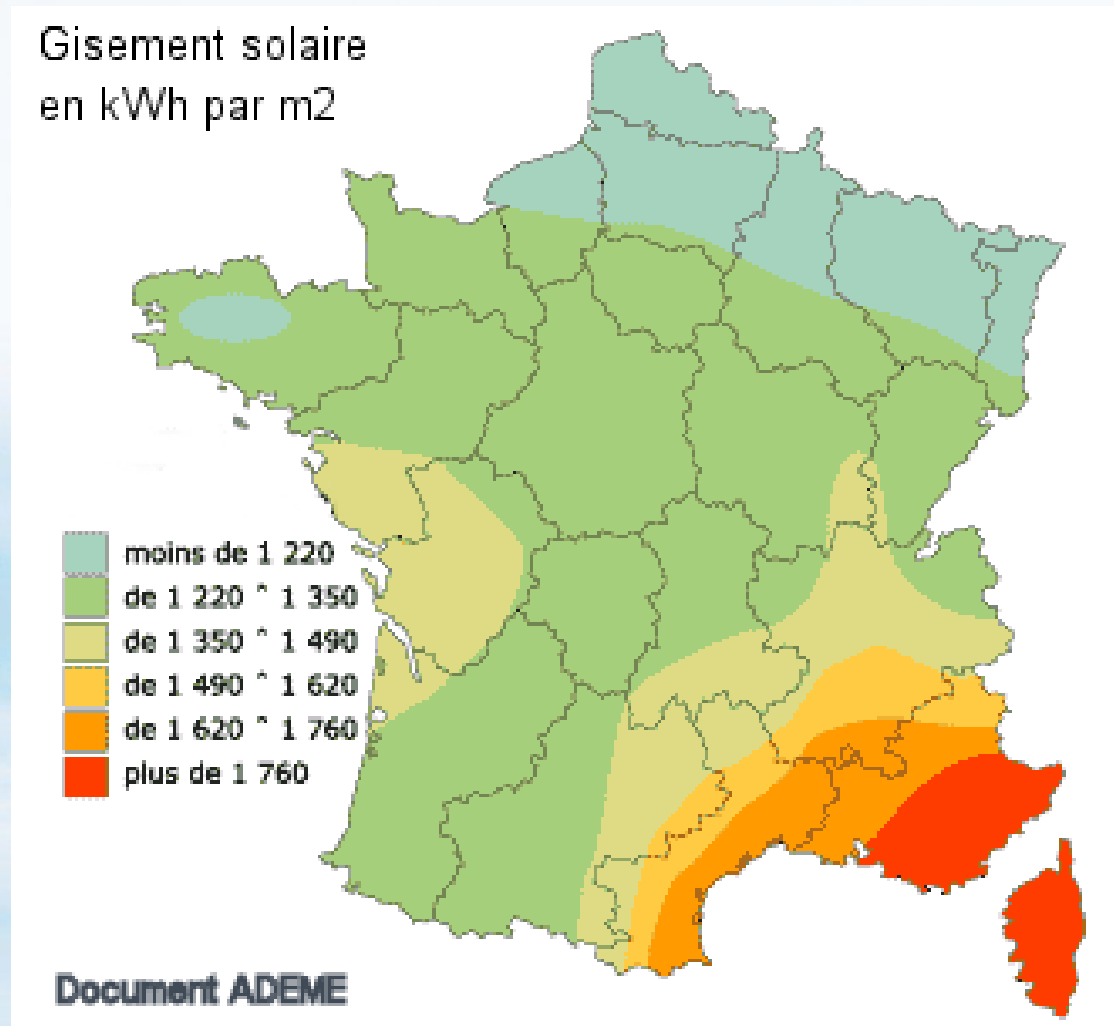 Gisement solaire
en kWh par m2
moins de 1 220
de 1 220 ^ 1 350
de 1 350 ^ 1 490
de 1 490 ^ 1 620
de 1 620 ^ 1 760
plus de 1 760
Document ADEME